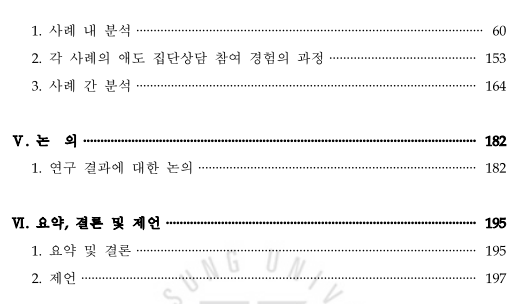 1. 사례 내 분석 ········ 60
2. 각 사례의 애도 집단상담 참여 경험의 과정 ········ 153
3. 사례 간 분석 ········ 164
Ⅴ. 논 의 ········ 182
1. 연구 결과에 대한 논의 ········ 182
Ⅵ. 요약, 결론 및 제언 ········ 195
1. 요약 및 결론 ········ 195
2. 제언 ········ 197
SUNG UNIV